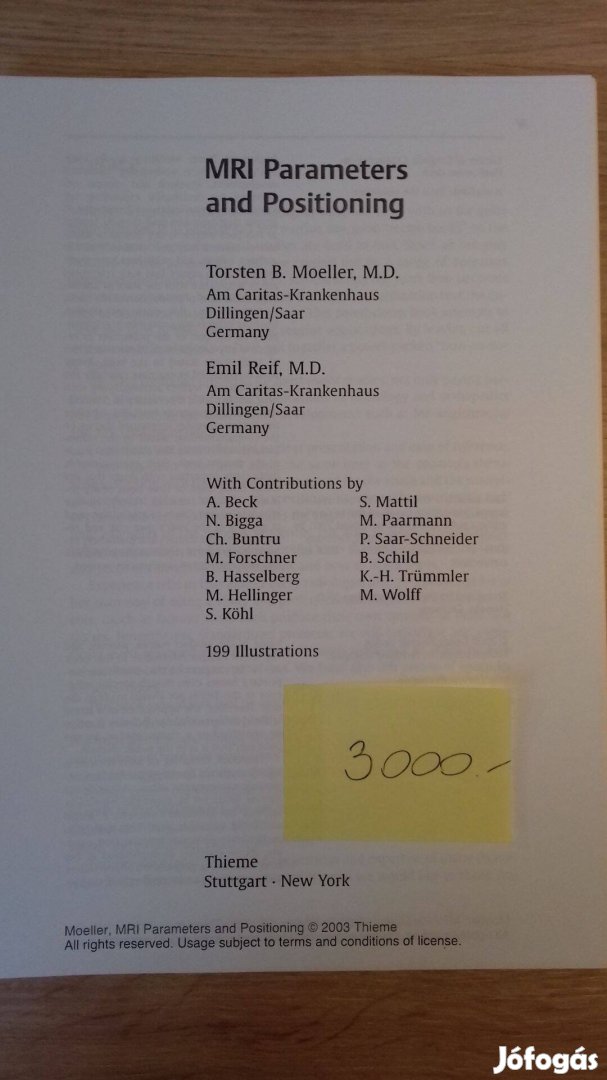 MRI Parameters
and Positioning
Torsten B. Moeller, M.D.
Am Caritas-Krankenhaus
Dillingen/Saar
Germany
Emil Reif, M.D.
Am Caritas-Krankenhaus
Dillingen/Saar
Germany
With Contributions by
A. Beck
N. Bigga
Ch. Buntru
M. Forschner
B. Hasselberg
M. Hellinger
S. Köhl
S. Mattil
M. Paarmann
P. Saar-Schneider
B. Schild
K.-H. Trümmler
M. Wolff
199 Illustrations
3000.-
Thieme
Stuttgart · New York
Moeller, MRI Parameters and Positioning © 2003 Thieme
All rights reserved. Usage subject to terms and conditions of license.
Jófogás